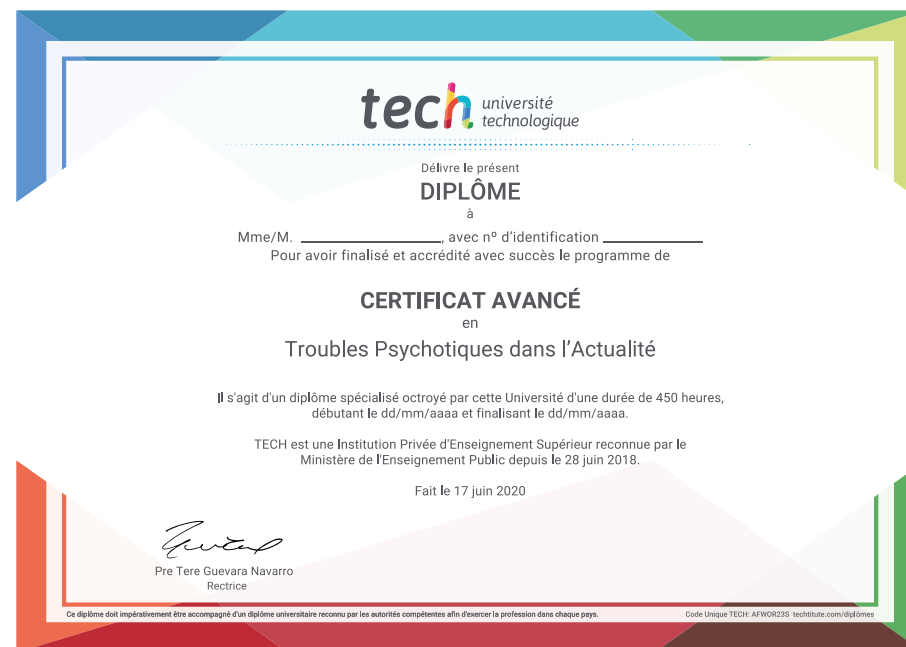 tech université
technologique
Délivre le présent
DIPLÔME
à
Mme/M. ____________________, avec nº d'identification ______________
Pour avoir finalisé et accrédité avec succès le programme de
CERTIFICAT AVANCÉ
en
Troubles Psychotiques dans l'Actualité
Il s'agit d'un diplôme spécialisé octroyé par cette Université d'une durée de 450 heures,
débutant le dd/mm/aaaa et finalisant le dd/mm/aaaa.
TECH est une Institution Privée d'Enseignement Supérieur reconnue par le
Ministère de l'Enseignement Public depuis le 28 juin 2018.
Fait le 17 juin 2020
Pre Tere Guevara Navarro
Rectrice
Ce diplôme doit impérativement être accompagné d'un diplôme universitaire reconnu par les autorités compétentes afin d'exercer la profession dans chaque pays.
Code Unique TECH: AFWOR23S techtitute.com/diplômes